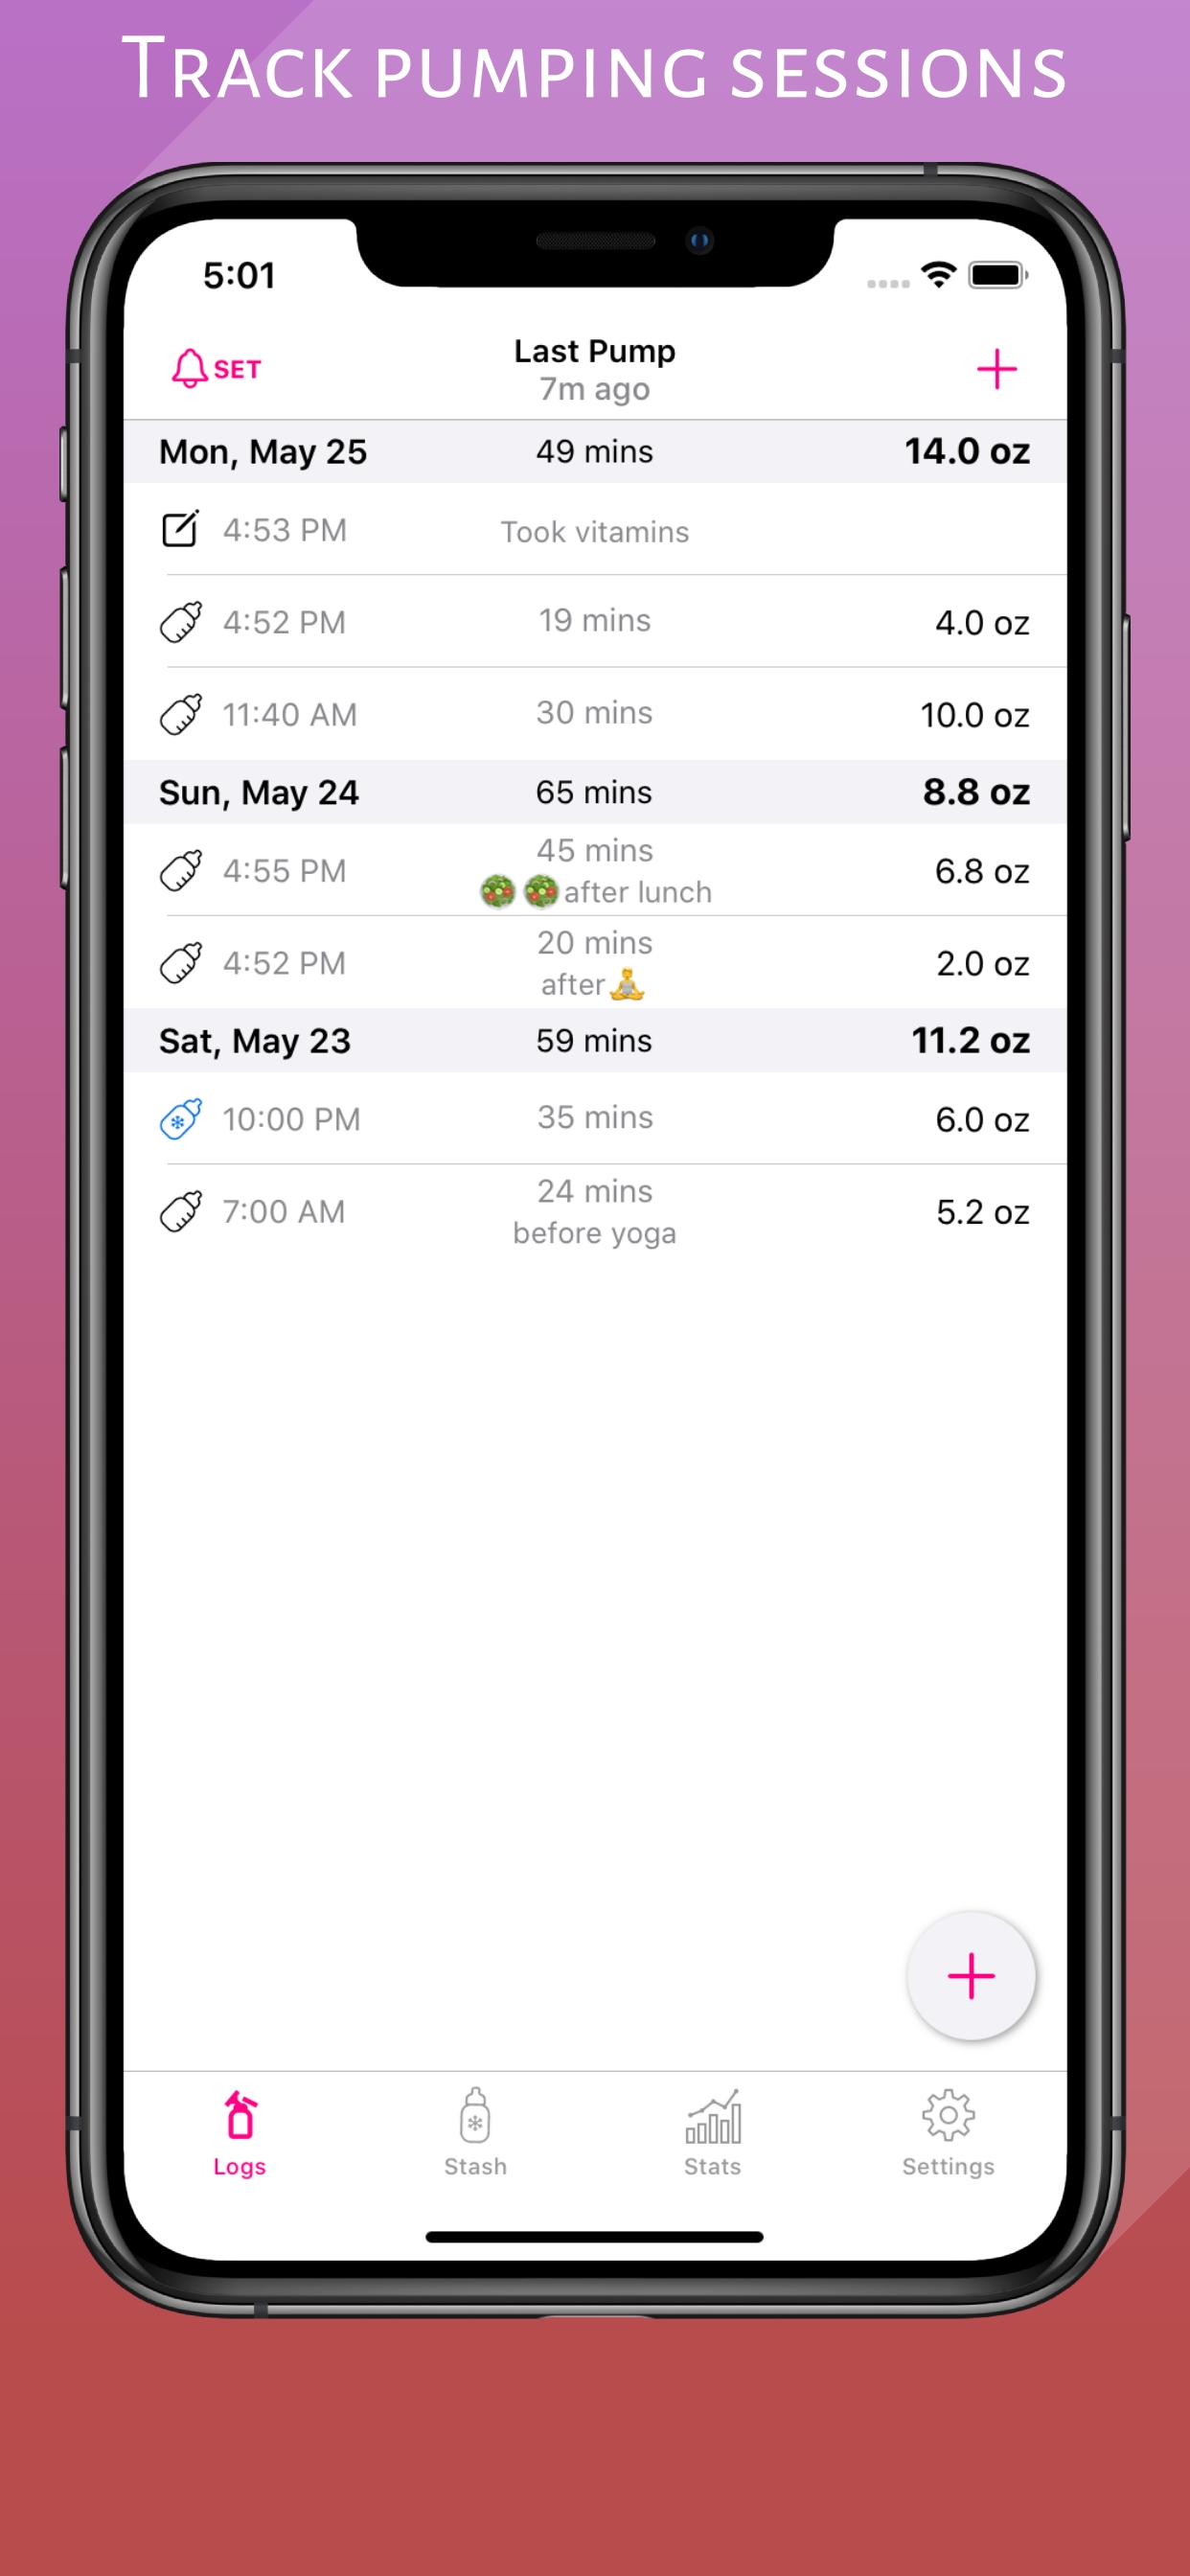 Track pumping sessions
5:01
SET
Last Pump
7m ago
Mon, May 25 49 mins 14.0 oz
4:53 PM Took vitamins
4:52 PM 19 mins 4.0 oz
11:40 AM 30 mins 10.0 oz
Sun, May 24 65 mins 8.8 oz
4:55 PM 45 mins 6.8 oz
🥗🥗after lunch
4:52 PM 20 mins 2.0 oz
after🧘
Sat, May 23 59 mins 11.2 oz
10:00 PM 35 mins 6.0 oz
7:00 AM 24 mins 5.2 oz
before yoga
Logs Stash Stats Settings